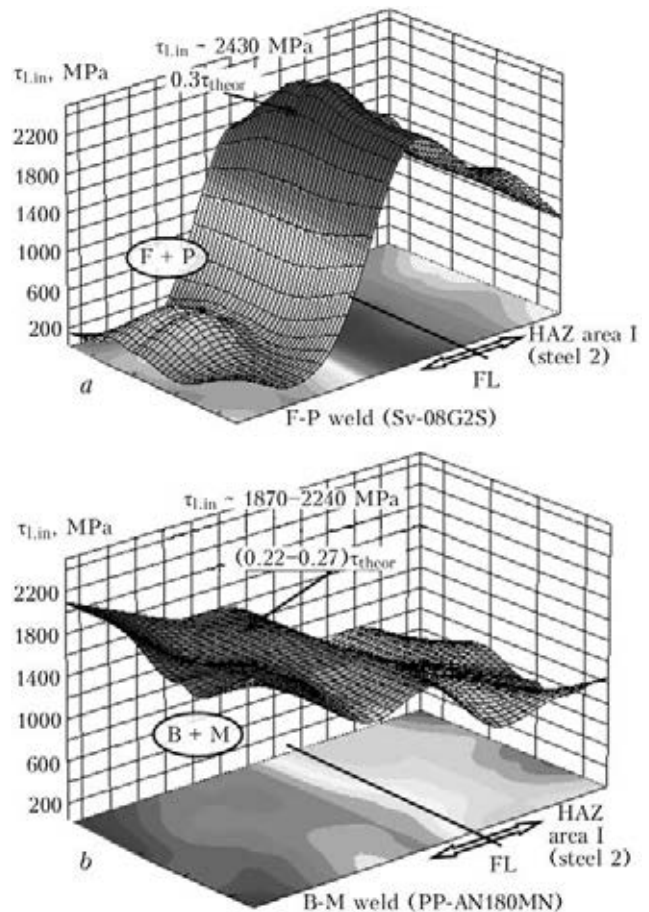 τl.in ~ 2430 MPa
τl.in, MPa
0.3τtheor
2200
1800
1400
1000
F + P
600
200
HAZ area I
(steel 2)
a
FL
F-P weld (Sv-08G2S)
τl.in ~ 1870–2240 MPa
τl.in, MPa
(0.22–0.27)τtheor
2200
1800
1400
1000
B + M
600
200
HAZ
area I
(steel 2)
b
FL
B-M weld (PP-AN180MN)